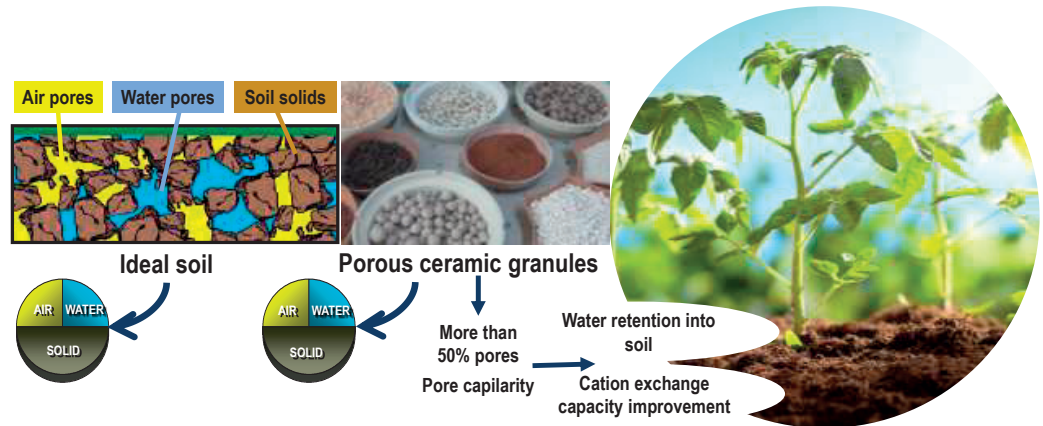 Air pores
Water pores
Soil solids
Ideal soil
Porous ceramic granules
AIR
WATER
SOLID
AIR
WATER
SOLID
More than
50% pores
Pore capilarity
Water retention into
soil
Cation exchange
capacity improvement